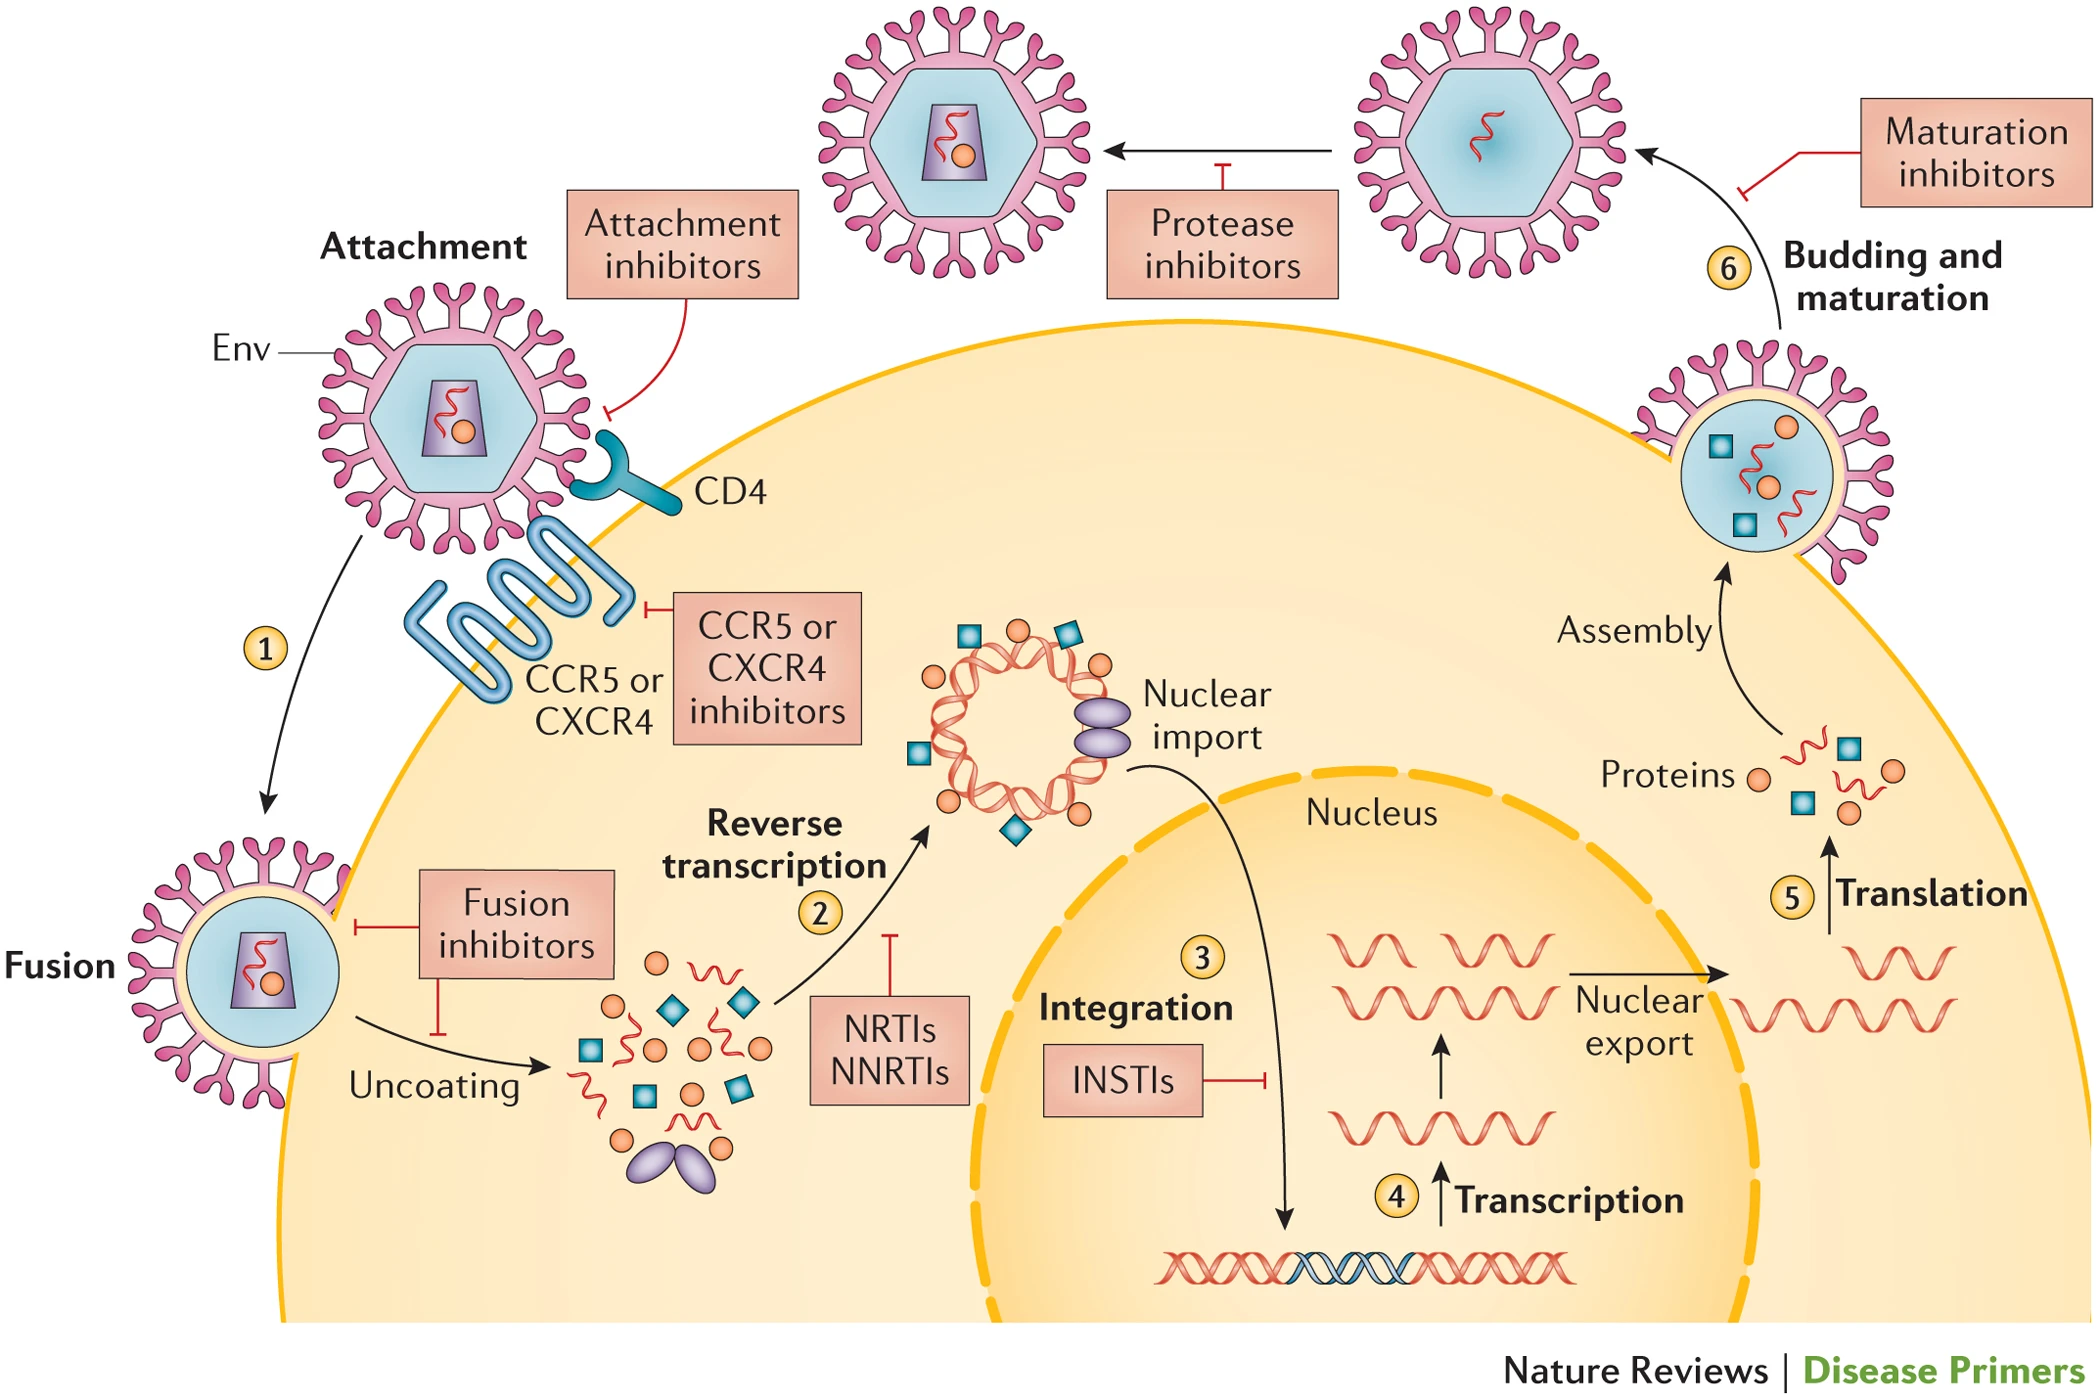 Maturation
inhibitors
Attachment
Attachment
inhibitors
Protease
inhibitors
6
Budding and
maturation
Env
CD4
1
CCR5 or
CXCR4
CCR5 or
CXCR4
inhibitors
Assembly
Nuclear
import
Proteins
Nucleus
Reverse
transcription
2
Fusion
inhibitors
Fusion
5
Translation
3
Integration
NRTIs
NNRTIs
Nuclear
export
INSTIs
Uncoating
4
Transcription
Nature Reviews | Disease Primers